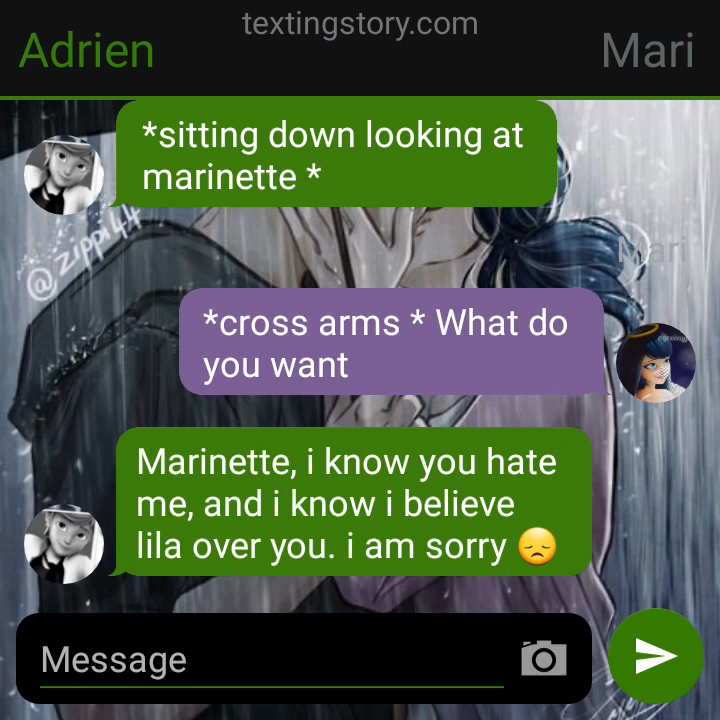 textingstory.com
Adrien
Mari
*sitting down looking at
marinette *
@zippi44
Mari
*cross arms * What do
you want
Marinette, i know you hate
me, and i know i believe
lila over you. i am sorry 😞
Message